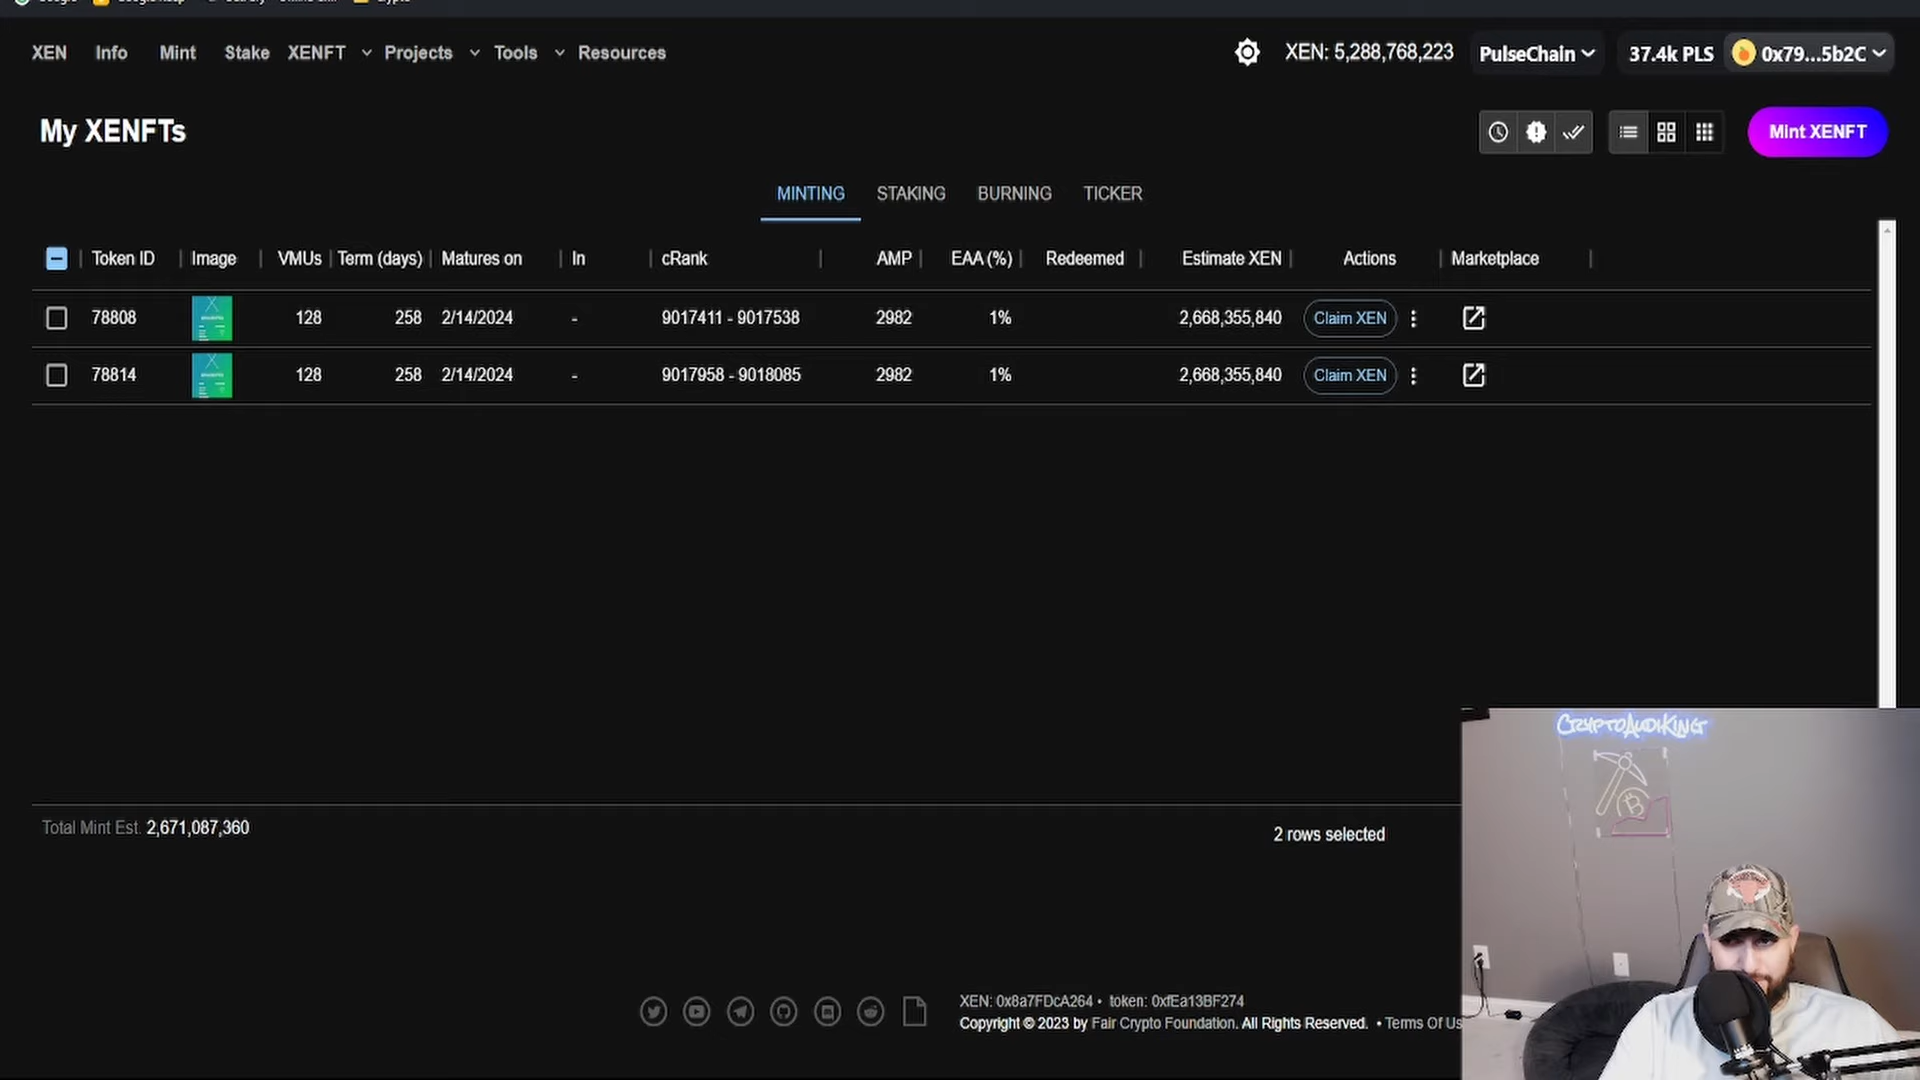 XEN Info Mint Stake XENFT Projects Tools Resources XEN: 5,288,768,223 PulseChain 37.4k PLS 0x79...5b2C
My XENFTs Mint XENFT
MINTING STAKING BURNING TICKER
Token ID Image VMUs Term (days) Matures on In cRank AMP EAA (%) Redeemed Estimate XEN Actions Marketplace
78808 128 258 2/14/2024 - 9017411 - 9017538 2982 1% 2,668,355,840 Claim XEN
78814 128 258 2/14/2024 - 9017958 - 9018085 2982 1% 2,668,355,840 Claim XEN
CryptoAudiKing
Total Mint Est. 2,671,087,360 2 rows selected
XEN: 0x8a7FDcA264 • token: 0xfEa13BF274
Copyright © 2023 by Fair Crypto Foundation. All Rights Reserved. • Terms Of Us